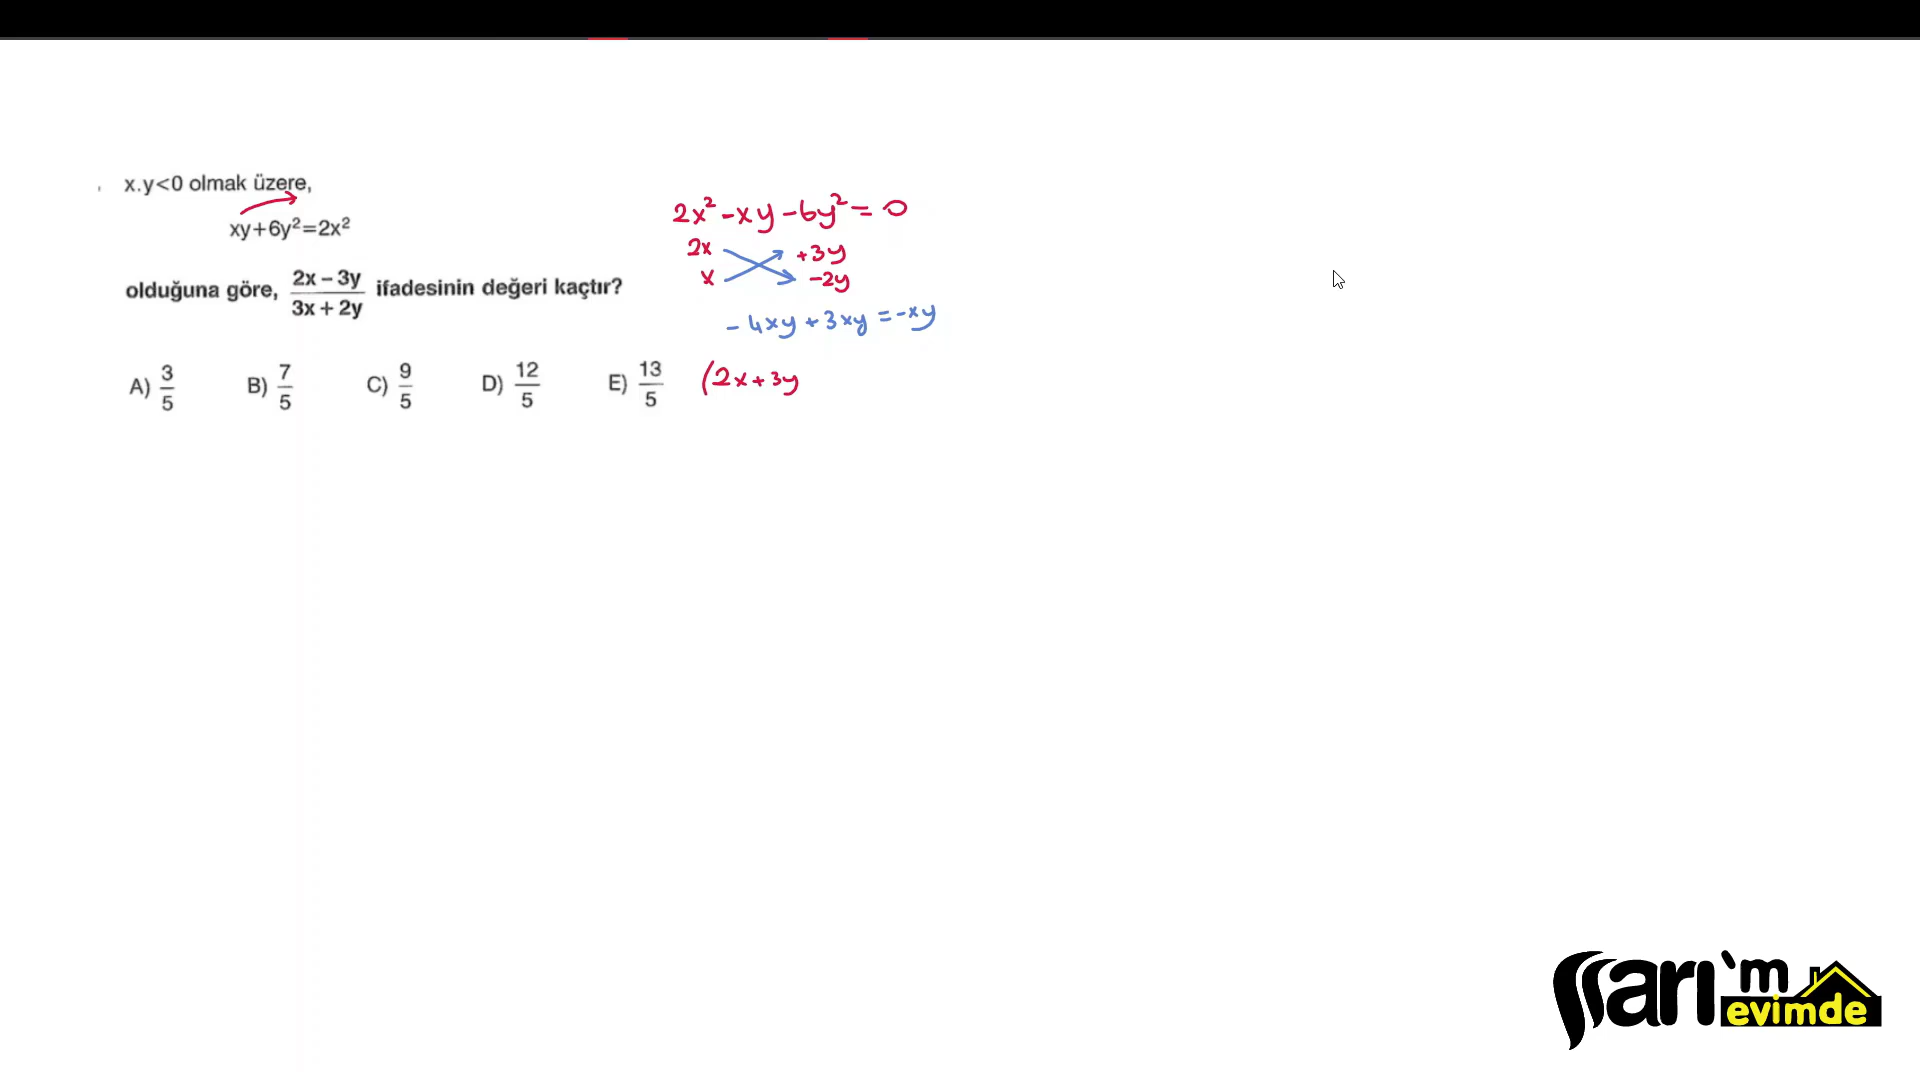 x.y<0 olmak üzere,
xy+6y²=2x²
olduğuna göre, (2x – 3y)/(3x + 2y) ifadesinin değeri kaçtır?
A) 3/5 B) 7/5 C) 9/5 D) 12/5 E) 13/5
2x² -xy -6y² = 0
2x +3y
x -2y
- 4xy + 3xy = -xy
(2x + 3y
Sarı'm
evimde